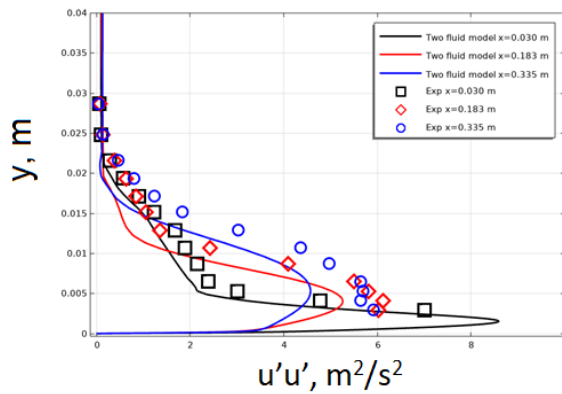 0.04
0.035
0.03
0.025
0.02
0.015
0.01
0.005
0
y, m
Two fluid model x=0.030 m
Two fluid model x=0.183 m
Two fluid model x=0.335 m
Exp x=0.030 m
Exp x=0.183 m
Exp x=0.335 m
0 2 4 6 8
u'u', m²/s²